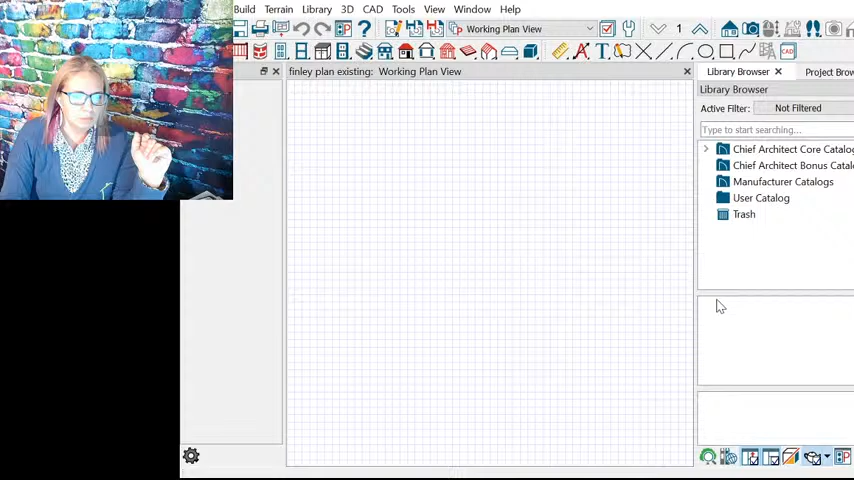 Build Terrain Library 3D CAD Tools View Window Help
Working Plan View 1
finley plan existing: Working Plan View
Library Browser Project Brow
Library Browser
Active Filter: Not Filtered
Type to start searching...
Chief Architect Core Catalog
Chief Architect Bonus Catal
Manufacturer Catalogs
User Catalog
Trash